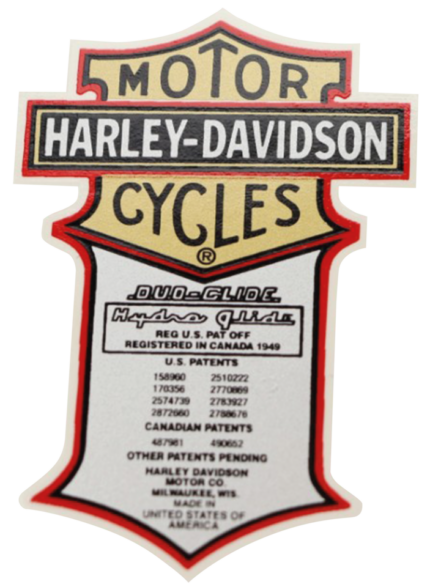 MOTOR
HARLEY-DAVIDSON
CYCLES
®
DUO-GLIDE
Hydra Glide
REG U.S. PAT OFF
REGISTERED IN CANADA 1949
U.S. PATENTS
158960 2510222
170356 2770869
2574739 2783927
2872660 2788676
CANADIAN PATENTS
487981 490652
OTHER PATENTS PENDING
HARLEY DAVIDSON
MOTOR CO.
MILWAUKEE, WIS.
MADE IN
UNITED STATES OF
AMERICA